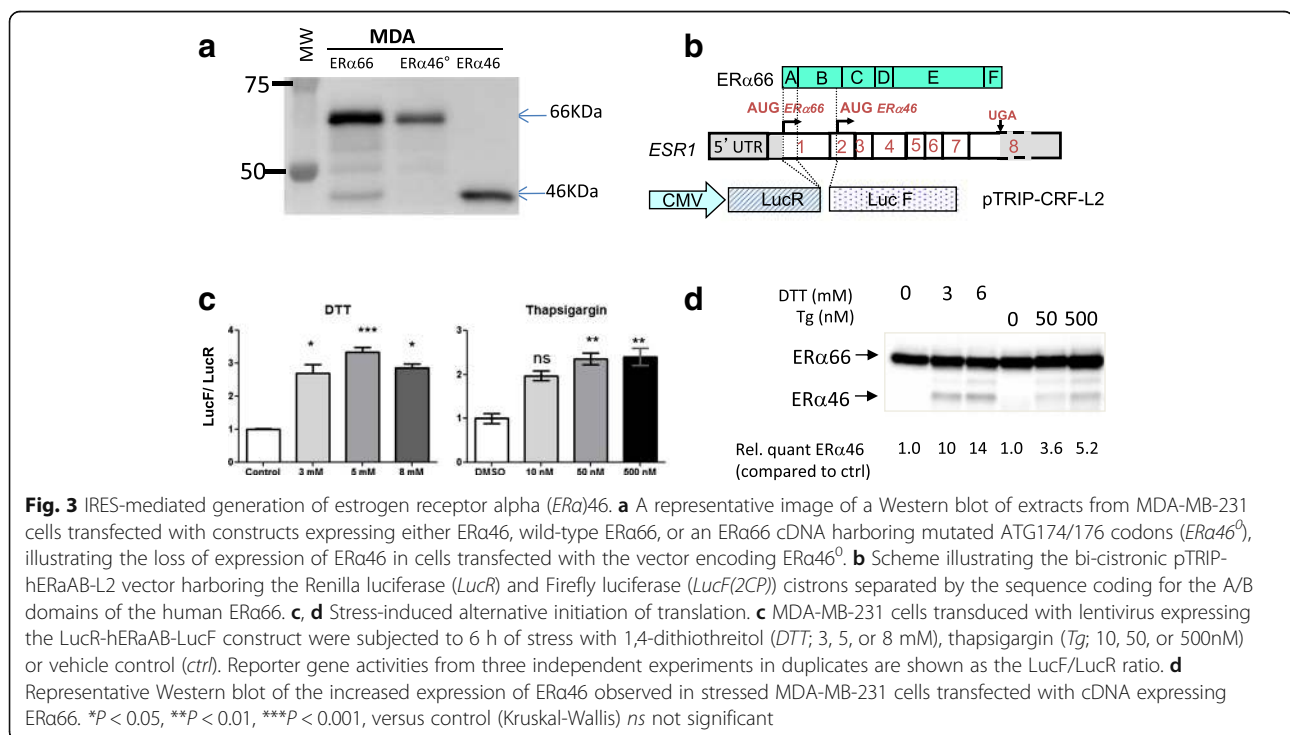 a
MW
MDA
ERα66 ERα46° ERα46
75
50
66KDa
46KDa
b
ERα66
A B C D E F
AUG ERα66 AUG ERα46
UGA
ESR1
5' UTR 1 2 3 4 5 6 7 8
CMV LucR Luc F pTRIP-CRF-L2
c
DTT
LucF/ LucR
4
3
2
1
0
* *** *
Control 3 mM 5 mM 8 mM
Thapsigargin
3
2
1
0
ns ** **
DMSO 10 nM 50 nM 500 nM
d
DTT (mM) 0 3 6
Tg (nM) 0 50 500
ERα66
ERα46
Rel. quant ERα46 1.0 10 14 1.0 3.6 5.2
(compared to ctrl)
Fig. 3 IRES-mediated generation of estrogen receptor alpha (ERα)46. a A representative image of a Western blot of extracts from MDA-MB-231
cells transfected with constructs expressing either ERα46, wild-type ERα66, or an ERα66 cDNA harboring mutated ATG174/176 codons (ERα46⁰),
illustrating the loss of expression of ERα46 in cells transfected with the vector encoding ERα46⁰. b Scheme illustrating the bi-cistronic pTRIP-
hERaAB-L2 vector harboring the Renilla luciferase (LucR) and Firefly luciferase (LucF(2CP)) cistrons separated by the sequence coding for the A/B
domains of the human ERα66. c, d Stress-induced alternative initiation of translation. c MDA-MB-231 cells transduced with lentivirus expressing
the LucR-hERaAB-LucF construct were subjected to 6 h of stress with 1,4-dithiothreitol (DTT; 3, 5, or 8 mM), thapsigargin (Tg; 10, 50, or 500nM)
or vehicle control (ctrl). Reporter gene activities from three independent experiments in duplicates are shown as the LucF/LucR ratio. d
Representative Western blot of the increased expression of ERα46 observed in stressed MDA-MB-231 cells transfected with cDNA expressing
ERα66. *P < 0.05, **P < 0.01, ***P < 0.001, versus control (Kruskal-Wallis) ns not significant